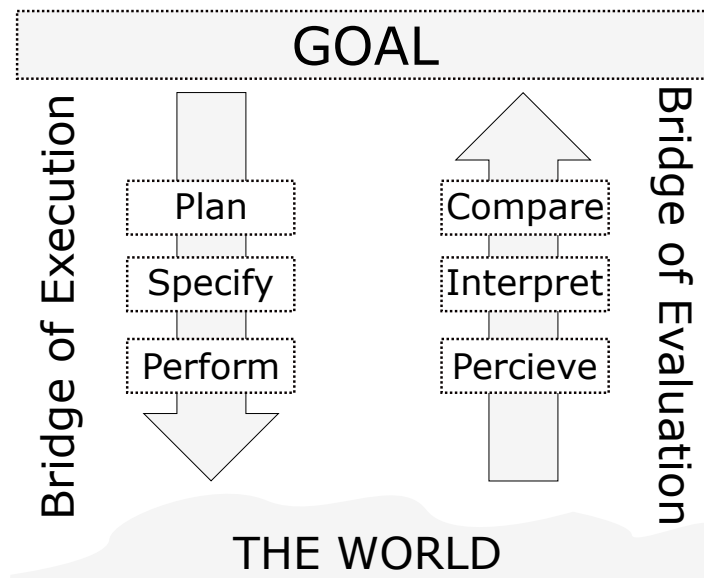 GOAL
Bridge of Execution
Plan
Specify
Perform
Compare
Interpret
Percieve
Bridge of Evaluation
THE WORLD